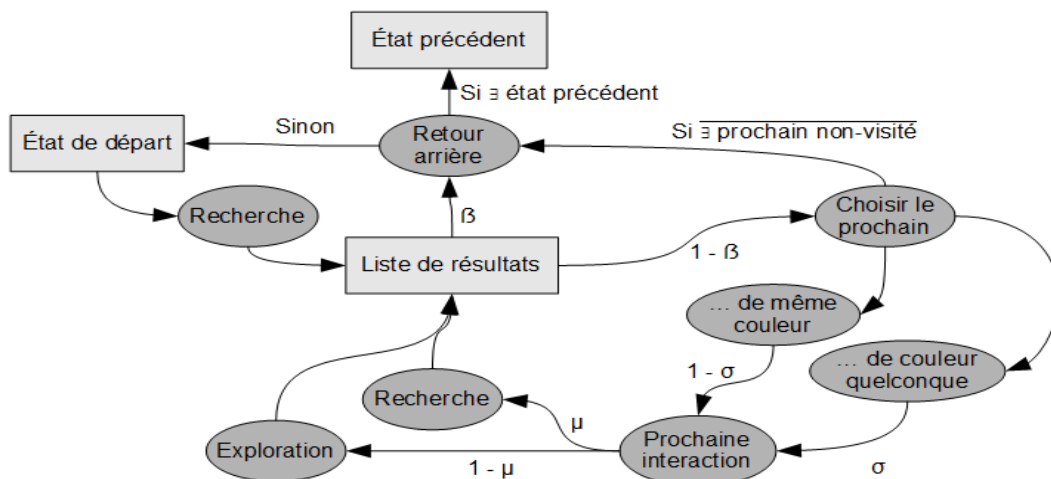 État précédent
Si ∃ état précédent
Sinon
Retour
arrière
Si ∃ prochain non-visité
État de départ
Recherche
ß
Choisir le
prochain
Liste de résultats
1 - ß
... de même
couleur
... de couleur
quelconque
1 - σ
Recherche
μ
Exploration
1 - μ
Prochaine
interaction
σ